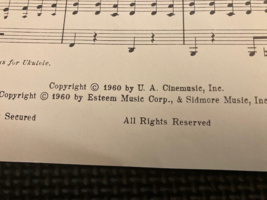 s for Ukulele.
Copyright © 1960 by U. A. Cinemusic, Inc.
Copyright © 1960 by Esteem Music Corp., & Sidmore Music, Inc
Secured All Rights Reserved